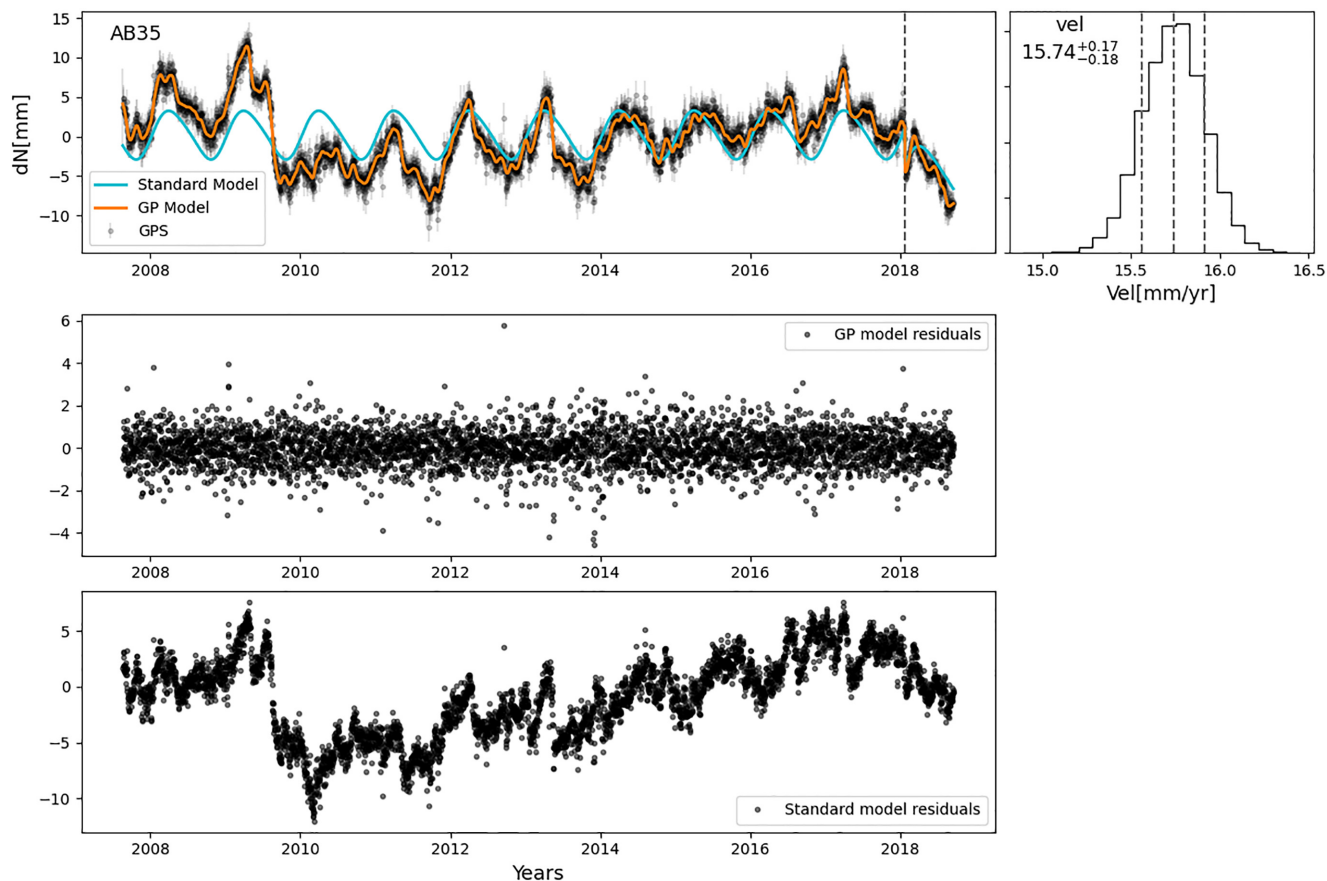 AB35
15
10
5
0
−5
−10
dN[mm]
Standard Model
GP Model
GPS
2008 2010 2012 2014 2016 2018
vel
15.74+0.17−0.18
15.0 15.5 16.0 16.5
Vel[mm/yr]
6
4
2
0
−2
−4
GP model residuals
2008 2010 2012 2014 2016 2018
5
0
−5
−10
Standard model residuals
2008 2010 2012 2014 2016 2018
Years